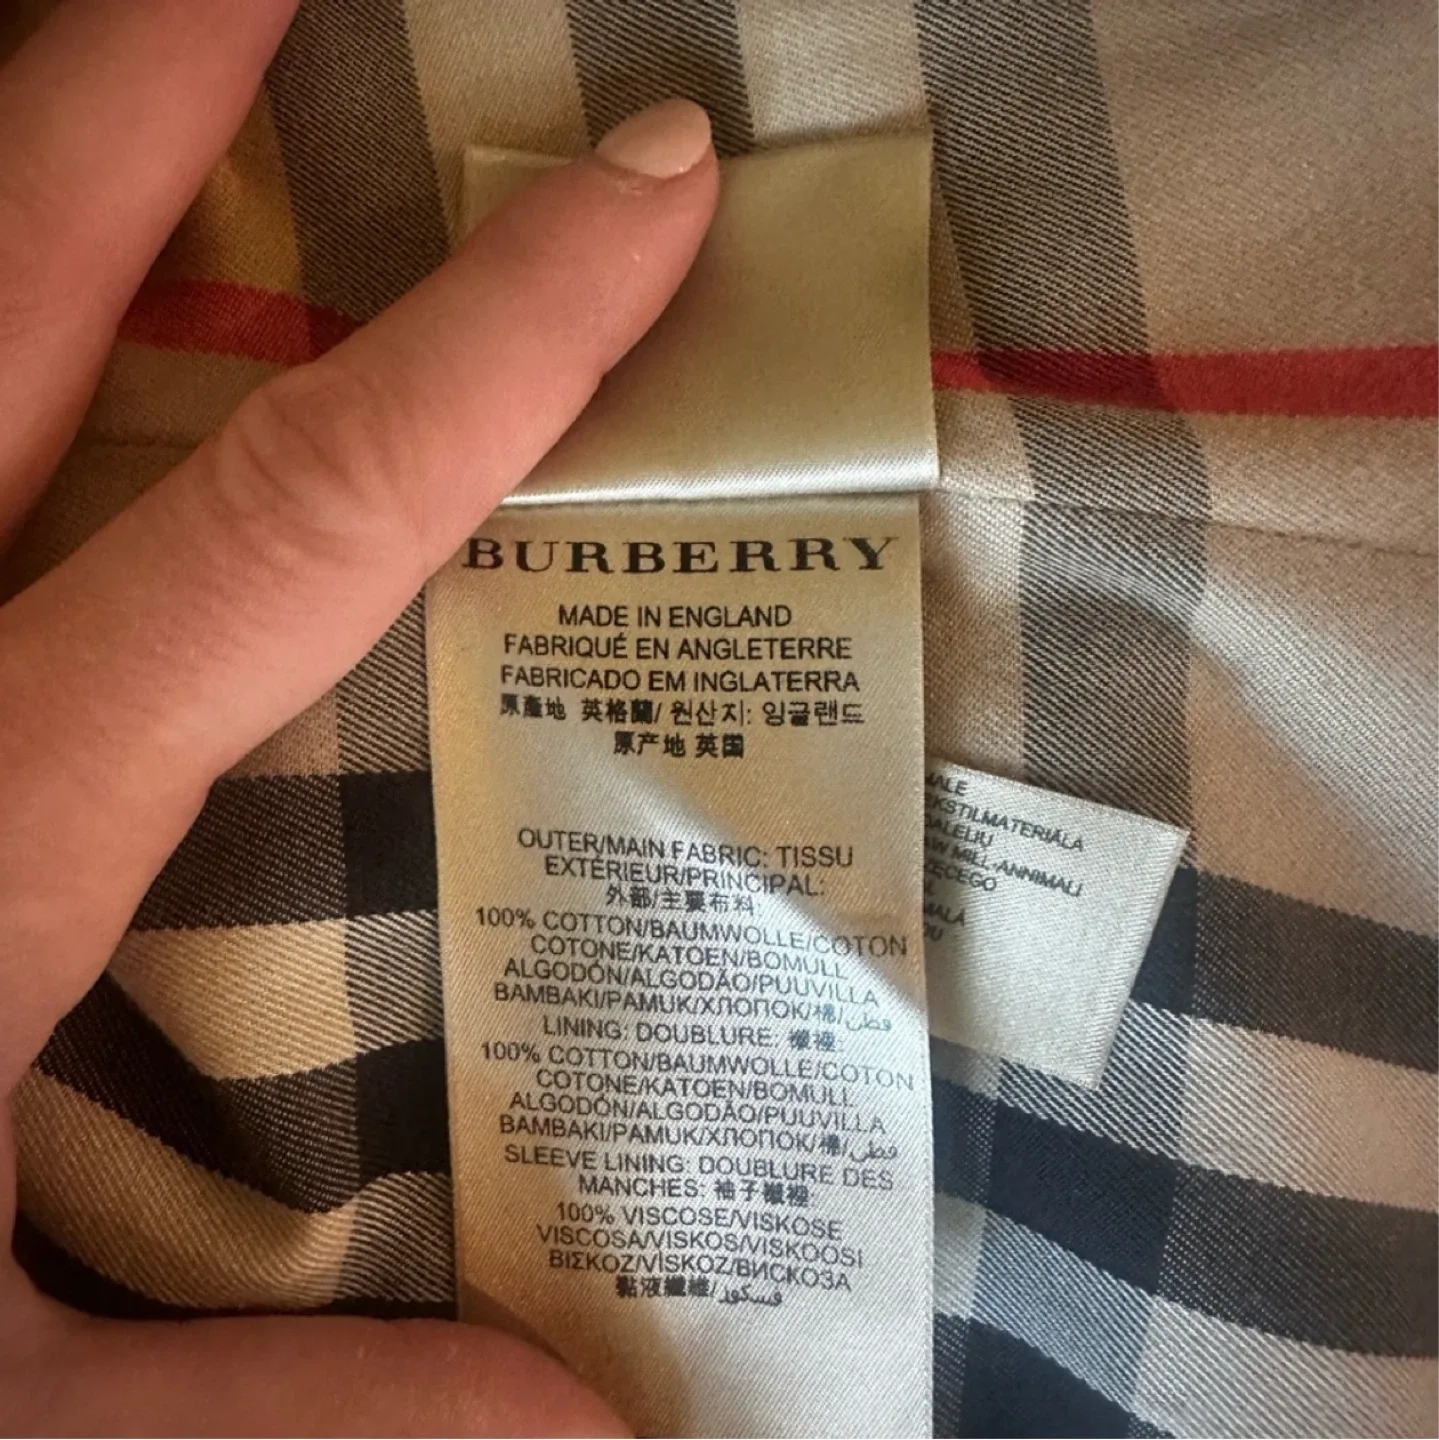 BURBERRY
MADE IN ENGLAND
FABRIQUÉ EN ANGLETERRE
FABRICADO EM INGLATERRA
原產地 英格蘭/ 원산지: 잉글랜드
原产地 英国
OUTER/MAIN FABRIC: TISSU
EXTÉRIEUR/PRINCIPAL:
外部/主要布料:
100% COTTON/BAUMWOLLE/COTON
COTONE/KATOEN/BOMULL
ALGODÓN/ALGODÃO/PUUVILLA
BAMBAKI/PAMUK/ХЛОПОК/棉/قطن
LINING: DOUBLURE: 襯裡:
100% COTTON/BAUMWOLLE/COTON
COTONE/KATOEN/BOMULL
ALGODÓN/ALGODÃO/PUUVILLA
BAMBAKI/PAMUK/ХЛОПОК/棉/قطن
SLEEVE LINING: DOUBLURE DES
MANCHES: 袖子襯裡:
100% VISCOSE/VISKOSE
VISCOSA/VISKOS/VISKOOSI
ΒΙΣΚΟΖ/VİSKOZ/ВИСКОЗА
黏液纖維/فسكوز
MILL-ANNIMALI